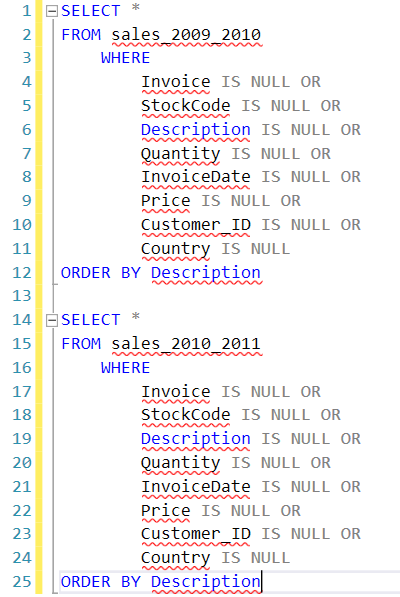 1 SELECT *
2 FROM sales_2009_2010
3 WHERE
4 Invoice IS NULL OR
5 StockCode IS NULL OR
6 Description IS NULL OR
7 Quantity IS NULL OR
8 InvoiceDate IS NULL OR
9 Price IS NULL OR
10 Customer_ID IS NULL OR
11 Country IS NULL
12 ORDER BY Description
13
14 SELECT *
15 FROM sales_2010_2011
16 WHERE
17 Invoice IS NULL OR
18 StockCode IS NULL OR
19 Description IS NULL OR
20 Quantity IS NULL OR
21 InvoiceDate IS NULL OR
22 Price IS NULL OR
23 Customer_ID IS NULL OR
24 Country IS NULL
25 ORDER BY Description